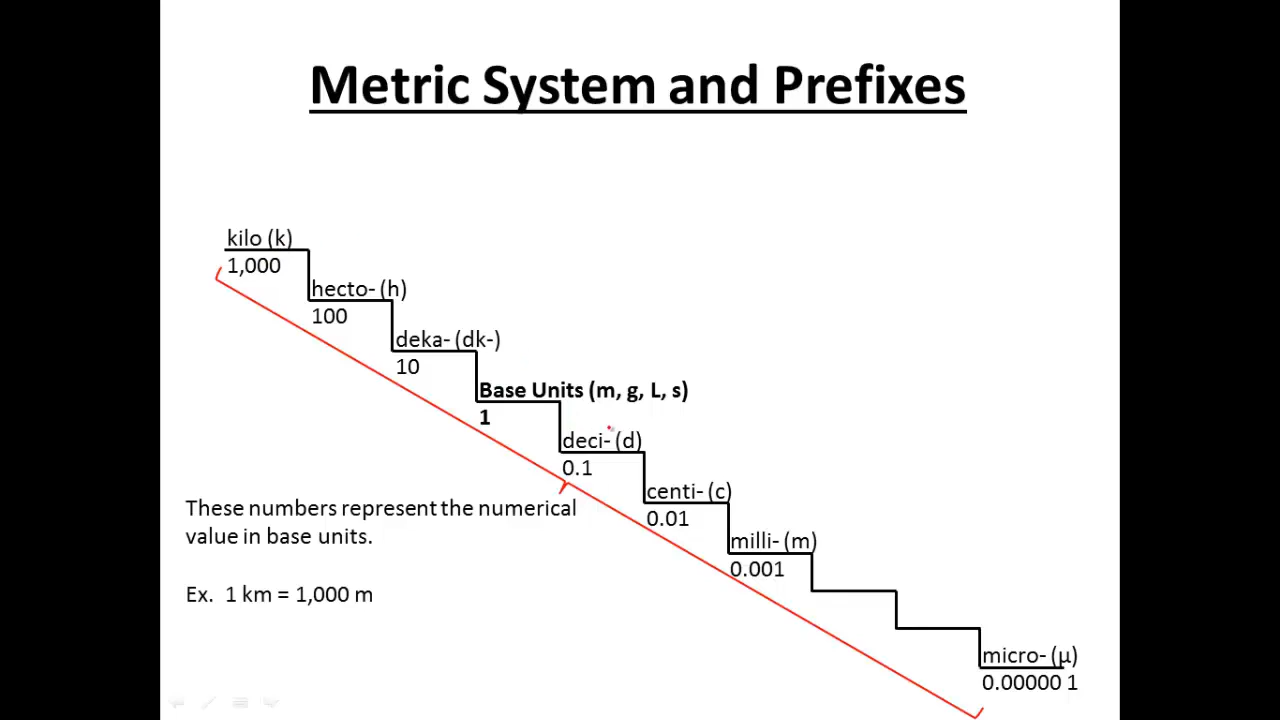 Metric System and Prefixes
kilo (k)
1,000
hecto- (h)
100
deka- (dk-)
10
Base Units (m, g, L, s)
1
deci- (d)
0.1
centi- (c)
0.01
milli- (m)
0.001
micro- (µ)
0.00000 1
These numbers represent the numerical
value in base units.
Ex. 1 km = 1,000 m